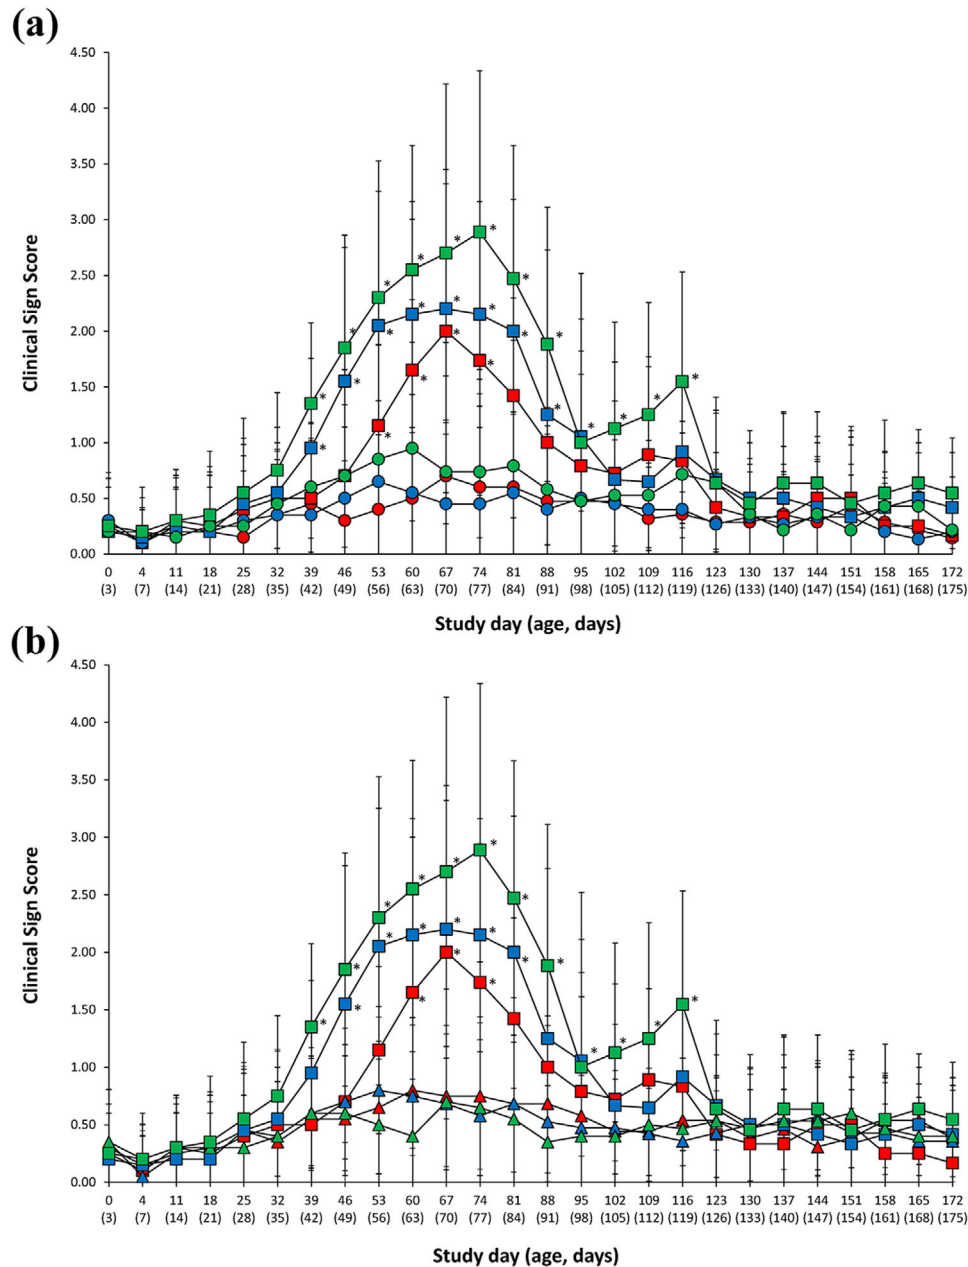 (a)
4.50
4.00
3.50
3.00
2.50
2.00
1.50
1.00
0.50
0.00
Clinical Sign Score
0 4 11 18 25 32 39 46 53 60 67 74 81 88 95 102 109 116 123 130 137 144 151 158 165 172
(3) (7) (14) (21) (28) (35) (42) (49) (56) (63) (70) (77) (84) (91) (98) (105) (112) (119) (126) (133) (140) (147) (154) (161) (168) (175)
Study day (age, days)
(b)
4.50
4.00
3.50
3.00
2.50
2.00
1.50
1.00
0.50
0.00
Clinical Sign Score
0 4 11 18 25 32 39 46 53 60 67 74 81 88 95 102 109 116 123 130 137 144 151 158 165 172
(3) (7) (14) (21) (28) (35) (42) (49) (56) (63) (70) (77) (84) (91) (98) (105) (112) (119) (126) (133) (140) (147) (154) (161) (168) (175)
Study day (age, days)